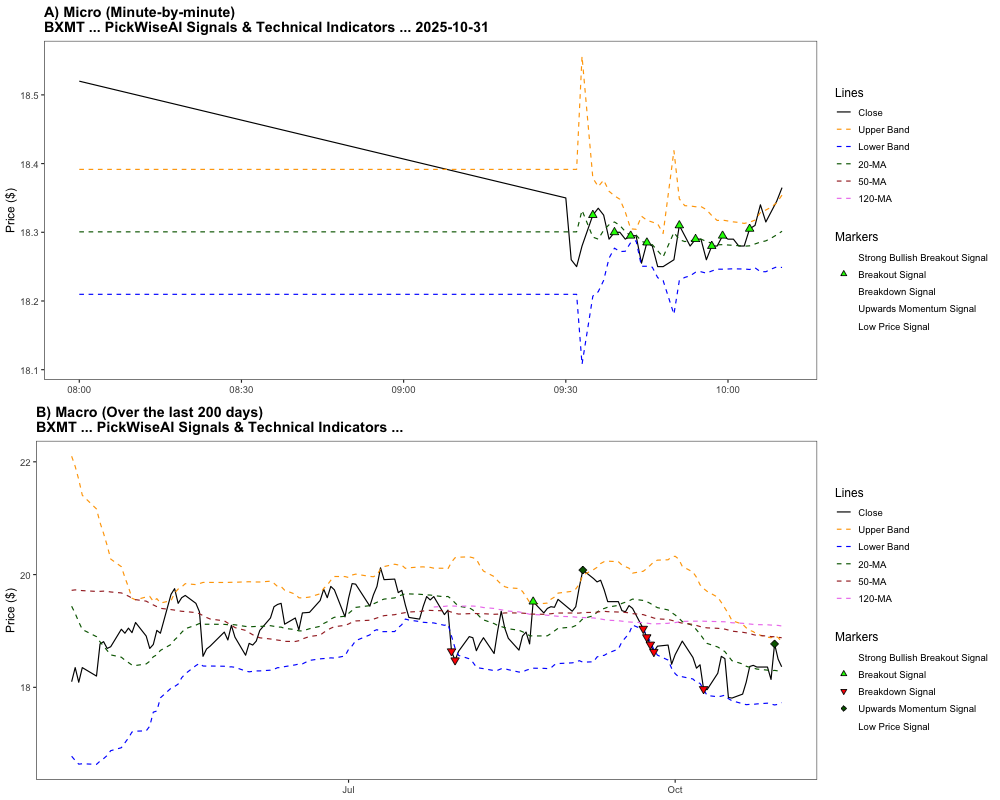 A) Micro (Minute-by-minute)
BXMT ... PickWiseAI Signals & Technical Indicators ... 2025-10-31
Price ($)
18.5
18.4
18.3
18.2
18.1
08:00
08:30
09:00
09:30
10:00
Lines
Close
Upper Band
Lower Band
20-MA
50-MA
120-MA
Markers
Strong Bullish Breakout Signal
Breakout Signal
Breakdown Signal
Upwards Momentum Signal
Low Price Signal
B) Macro (Over the last 200 days)
BXMT ... PickWiseAI Signals & Technical Indicators ...
Price ($)
22
20
18
Jul
Oct
Lines
Close
Upper Band
Lower Band
20-MA
50-MA
120-MA
Markers
Strong Bullish Breakout Signal
Breakout Signal
Breakdown Signal
Upwards Momentum Signal
Low Price Signal